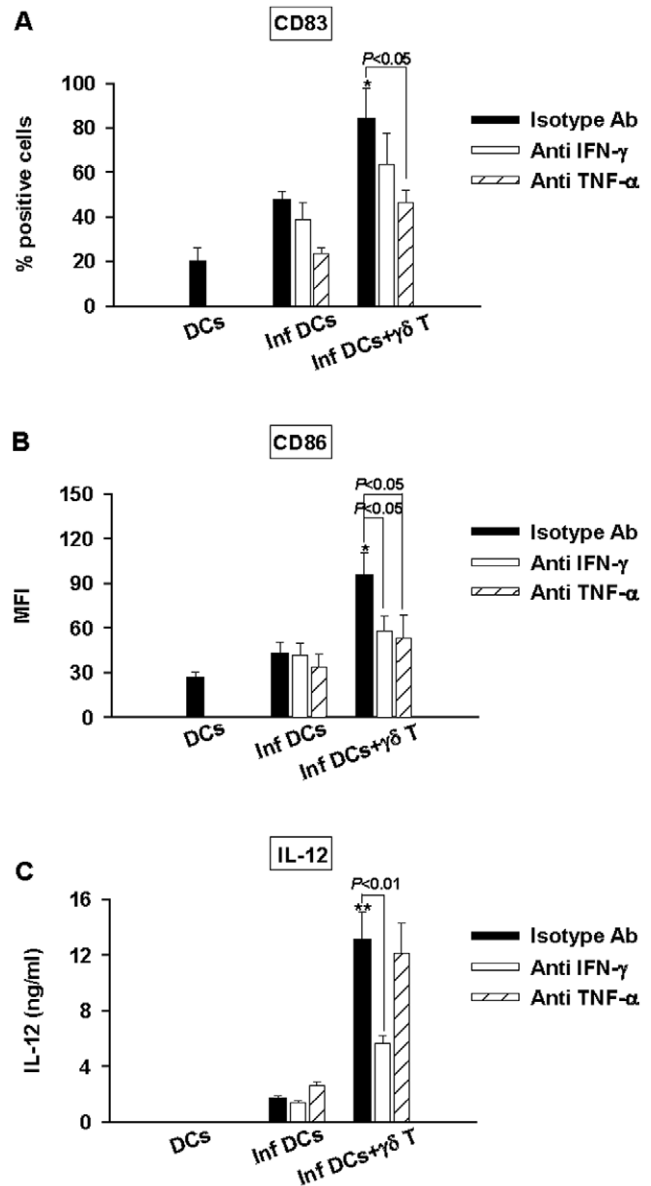 A
CD83
P<0.05
*
100
80
60
40
20
0
% positive cells
DCs
Inf DCs
Inf DCs+γδ T
Isotype Ab
Anti IFN-γ
Anti TNF-α
B
CD86
P<0.05
P<0.05
*
150
120
90
60
30
0
MFI
DCs
Inf DCs
Inf DCs+γδ T
Isotype Ab
Anti IFN-γ
Anti TNF-α
C
IL-12
P<0.01
**
16
12
8
4
0
IL-12 (ng/ml)
DCs
Inf DCs
Inf DCs+γδ T
Isotype Ab
Anti IFN-γ
Anti TNF-α